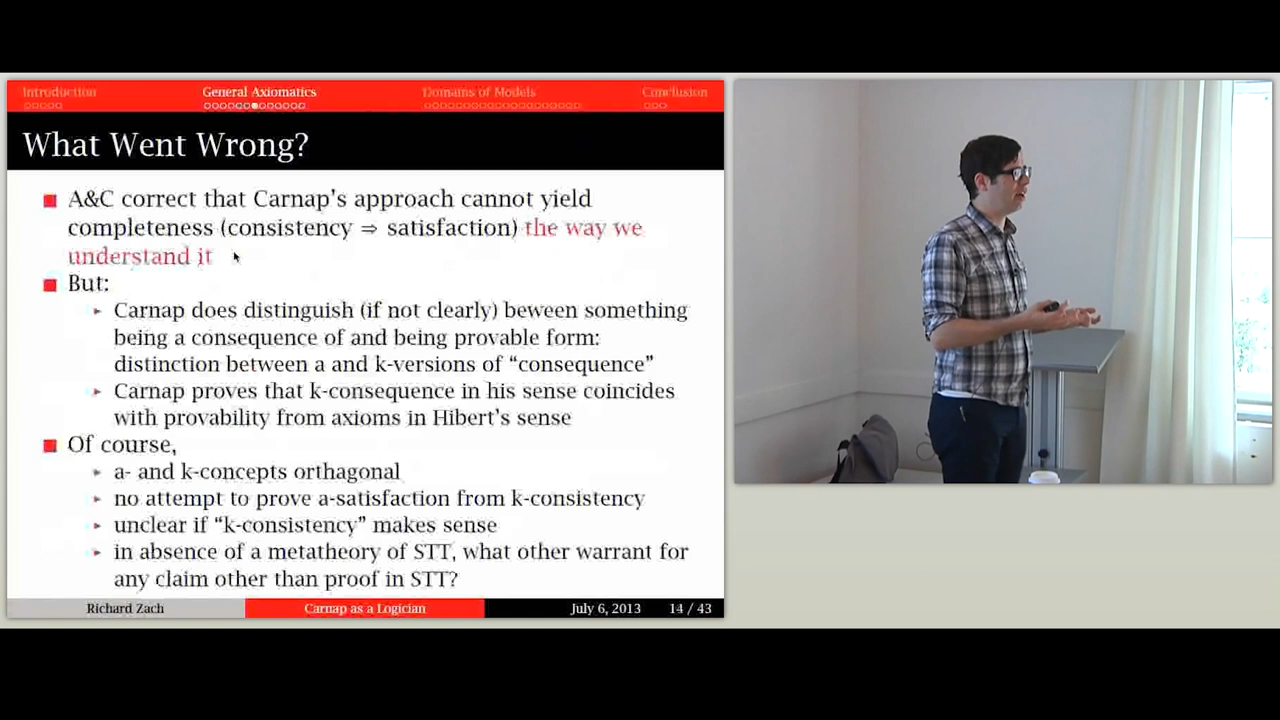 Introduction
General Axiomatics
Domains of Models
Conclusion
What Went Wrong?
A&C correct that Carnap's approach cannot yield
completeness (consistency ⇒ satisfaction) the way we
understand it
But:
Carnap does distinguish (if not clearly) beween something
being a consequence of and being provable form:
distinction between a and k-versions of “consequence”
Carnap proves that k-consequence in his sense coincides
with provability from axioms in Hibert's sense
Of course,
a- and k-concepts orthogonal
no attempt to prove a-satisfaction from k-consistency
unclear if “k-consistency” makes sense
in absence of a metatheory of STT, what other warrant for
any claim other than proof in STT?
Richard Zach
Carnap as a Logician
July 6, 2013
14 / 43